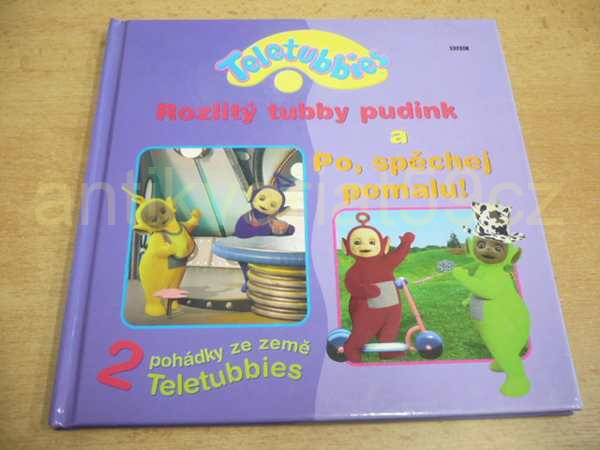 Teletubbies
Rozlitý tubby pudink
a
Po, spěchej
pomalu!
2 pohádky ze země
Teletubbies